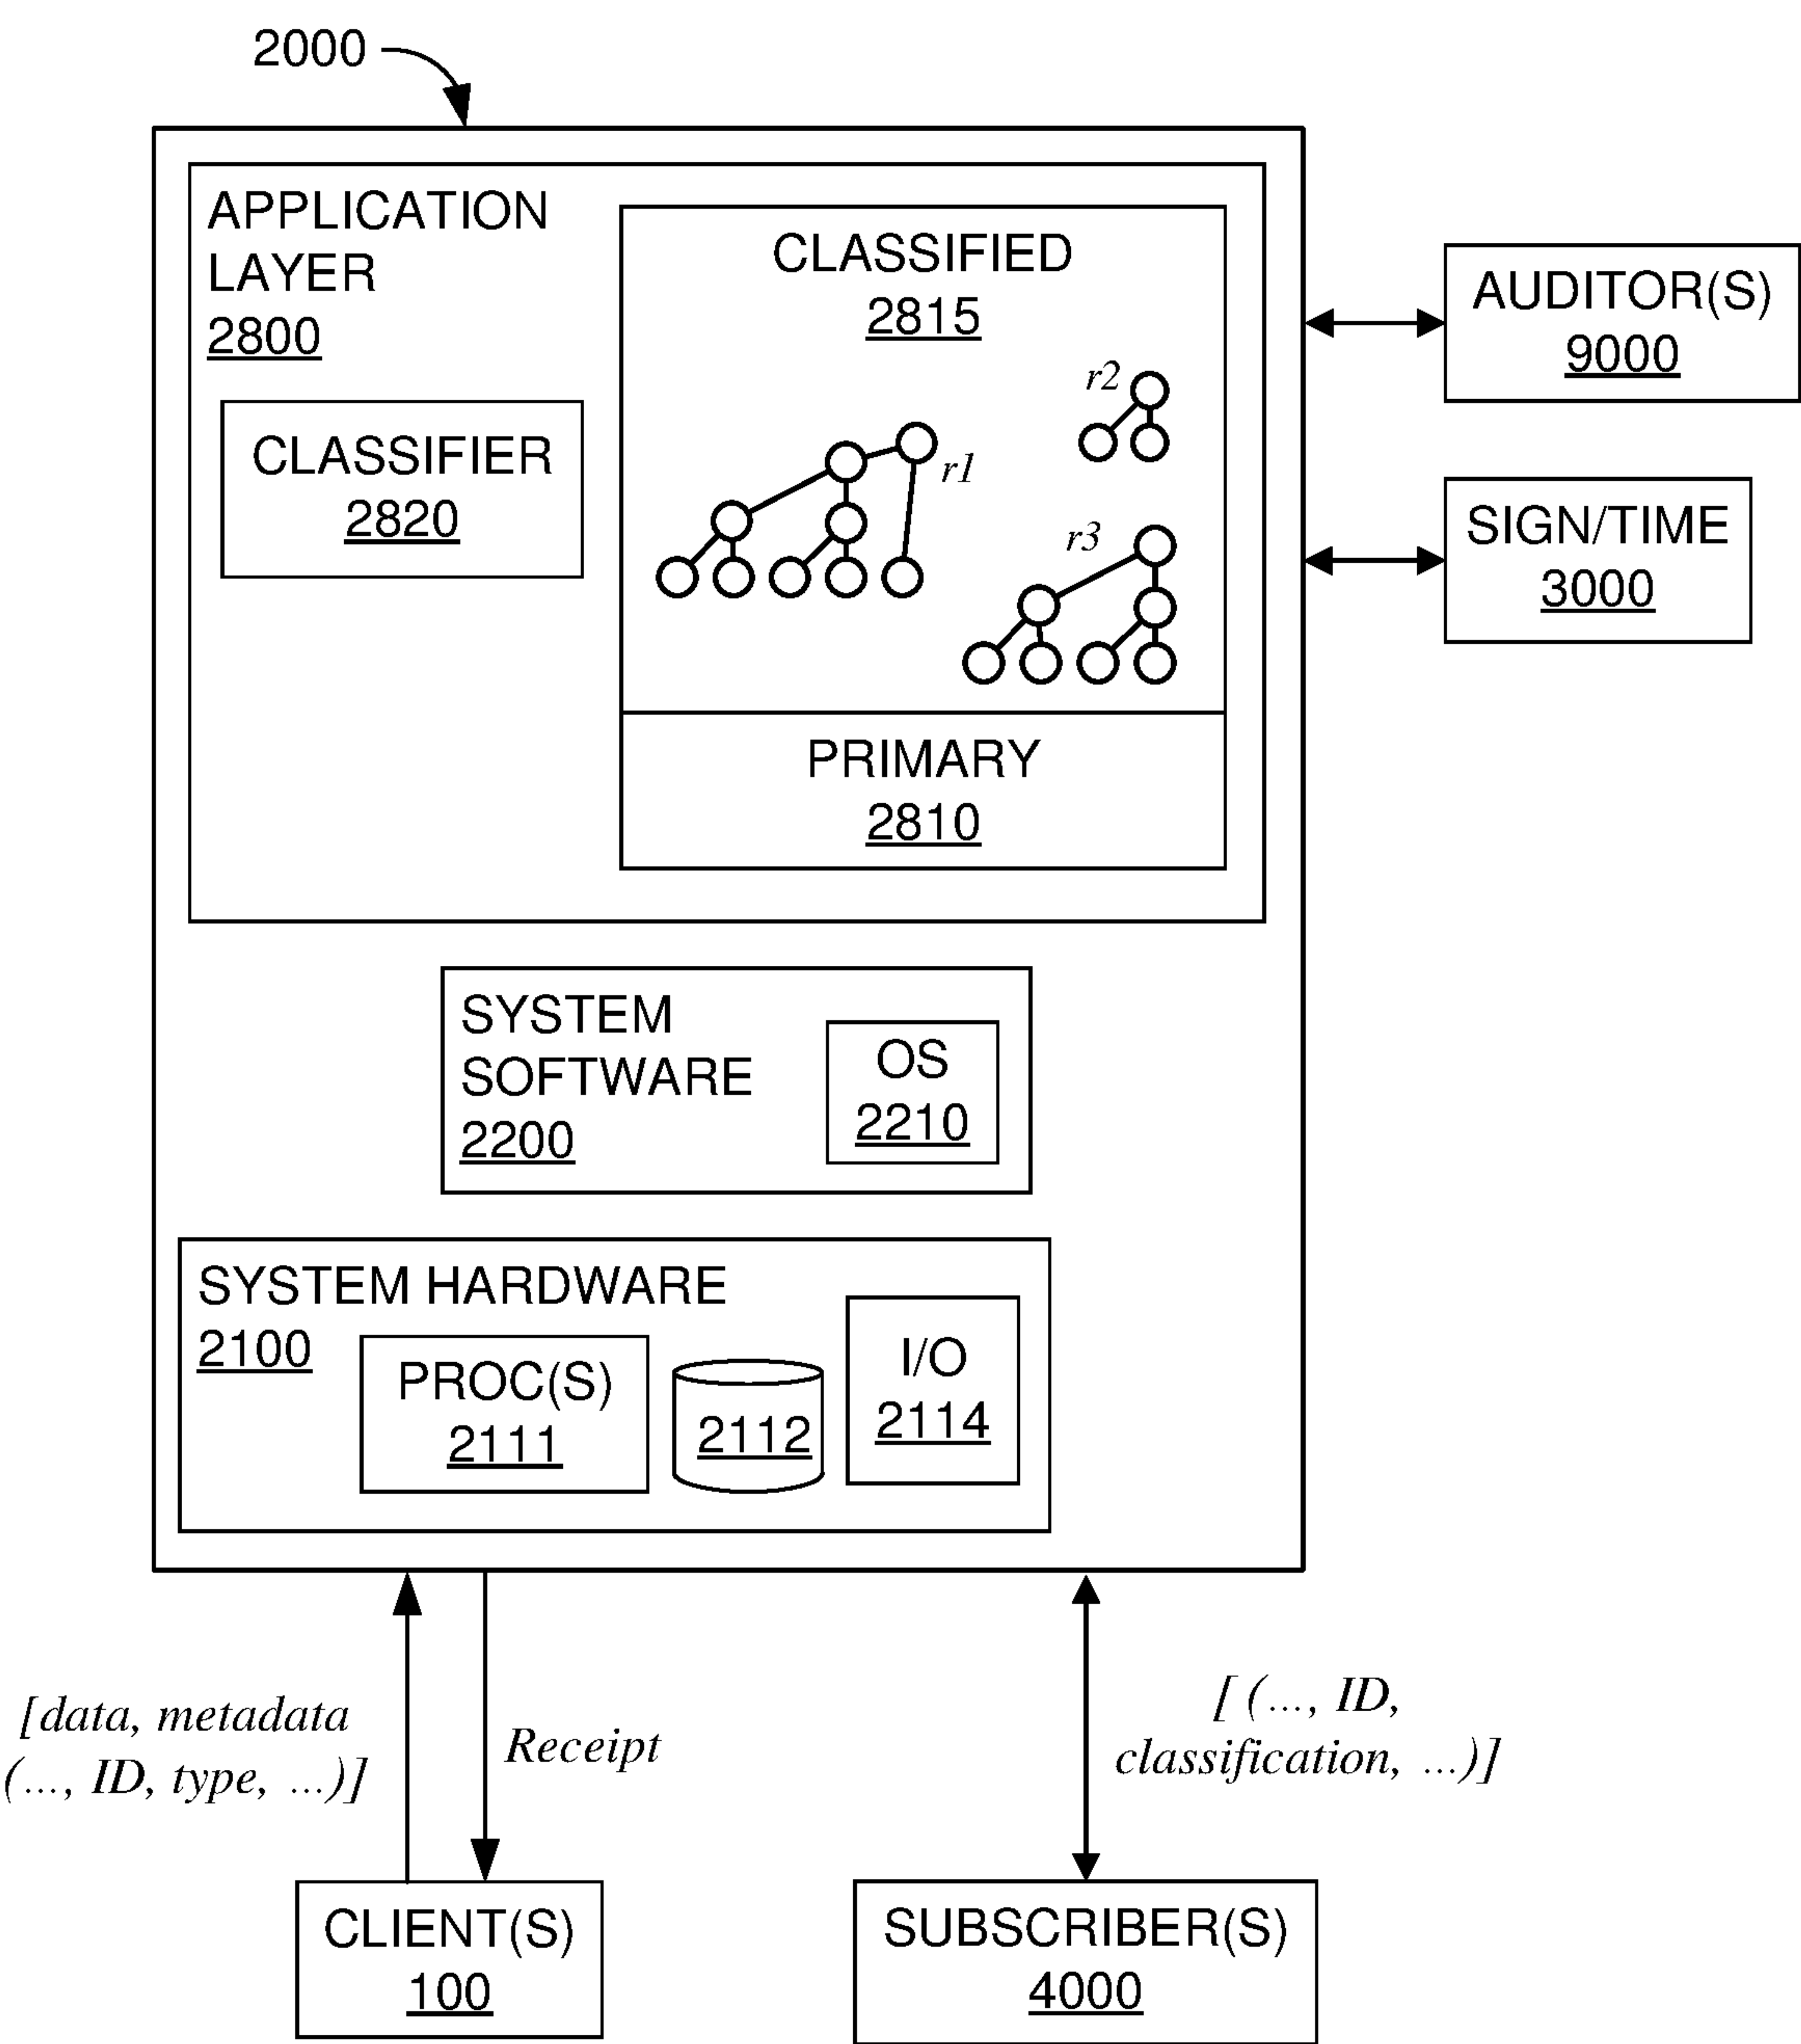 2000
APPLICATION
LAYER
2800
CLASSIFIED
2815
CLASSIFIER
2820
r1
r2
r3
PRIMARY
2810
AUDITOR(S)
9000
SIGN/TIME
3000
SYSTEM
SOFTWARE
2200
OS
2210
SYSTEM HARDWARE
2100
PROC(S)
2111
2112
I/O
2114
[data, metadata
(..., ID, type, ...)]
Receipt
[ (..., ID,
classification, ...)]
CLIENT(S)
100
SUBSCRIBER(S)
4000